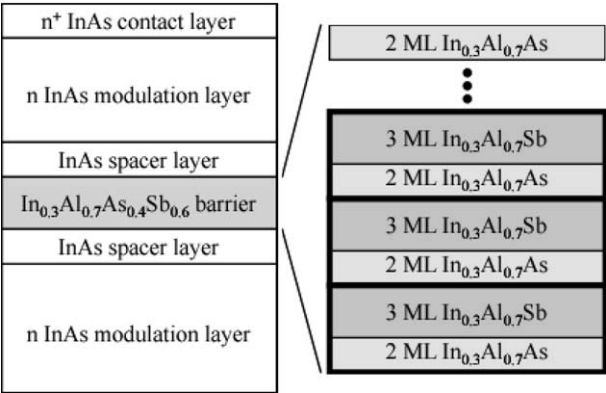 n⁺ InAs contact layer
n InAs modulation layer
InAs spacer layer
In₀.₃Al₀.₇As₀.₄Sb₀.₆ barrier
InAs spacer layer
n InAs modulation layer
2 ML In₀.₃Al₀.₇As
3 ML In₀.₃Al₀.₇Sb
2 ML In₀.₃Al₀.₇As
3 ML In₀.₃Al₀.₇Sb
2 ML In₀.₃Al₀.₇As
3 ML In₀.₃Al₀.₇Sb
2 ML In₀.₃Al₀.₇As